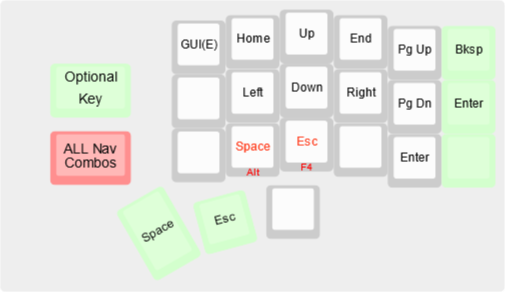 GUI(E) Home Up End Pg Up Bksp
Optional
Key
Left Down Right Pg Dn Enter
ALL Nav
Combos
Space Esc Enter
Alt F4
Space Esc